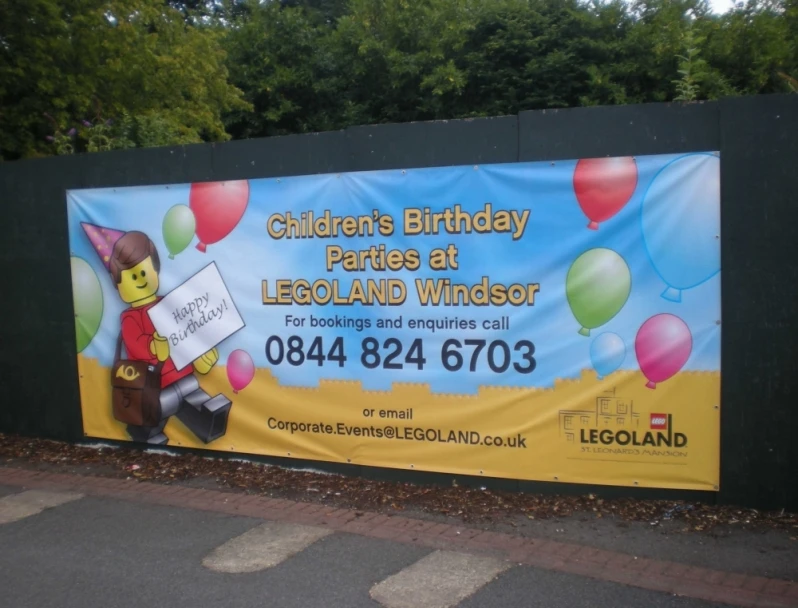 Children's Birthday
Parties at
LEGOLAND Windsor
For bookings and enquiries call
0844 824 6703
or email
Corporate.Events@LEGOLAND.co.uk
Happy
Birthday!
LEGO
LEGOLAND
ST. LEONARD'S MANSION